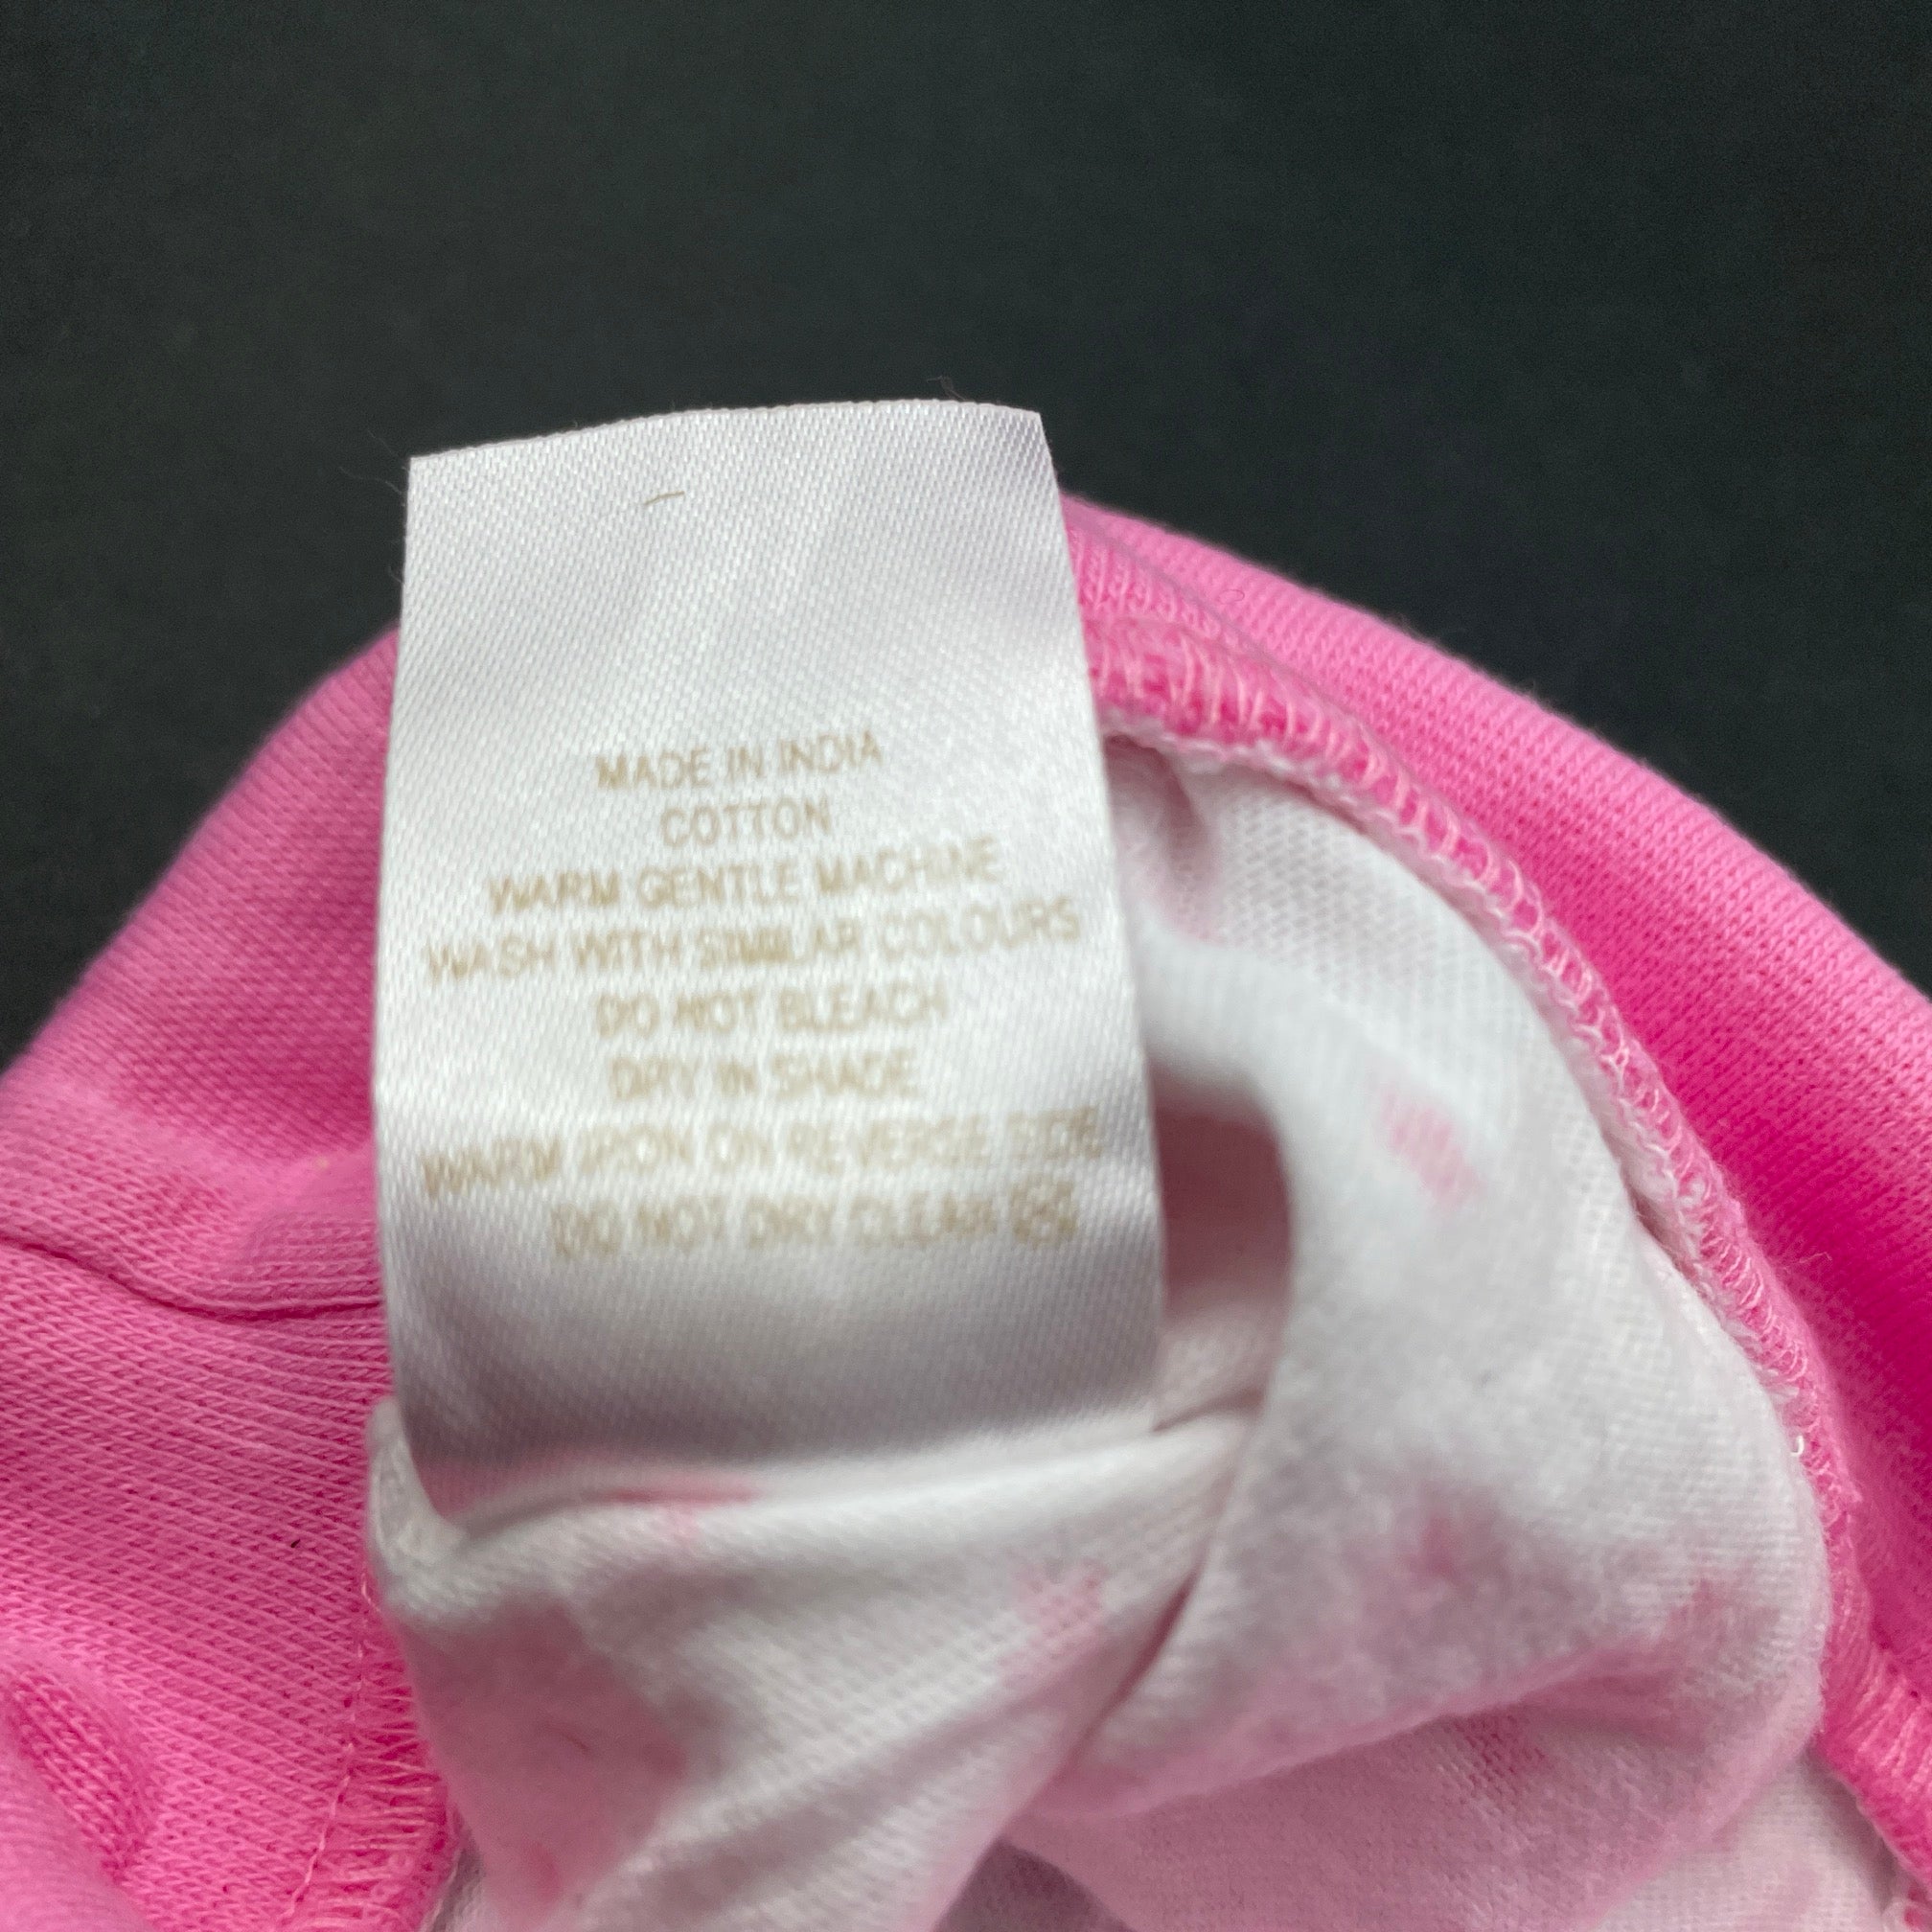 MADE IN INDIA
COTTON
WARM GENTLE MACHINE
WASH WITH SIMILAR COLOURS
DO NOT BLEACH
DRY IN SHADE
WARM IPON ON REVERSE SIDE
DO NOT DRY CLEAN